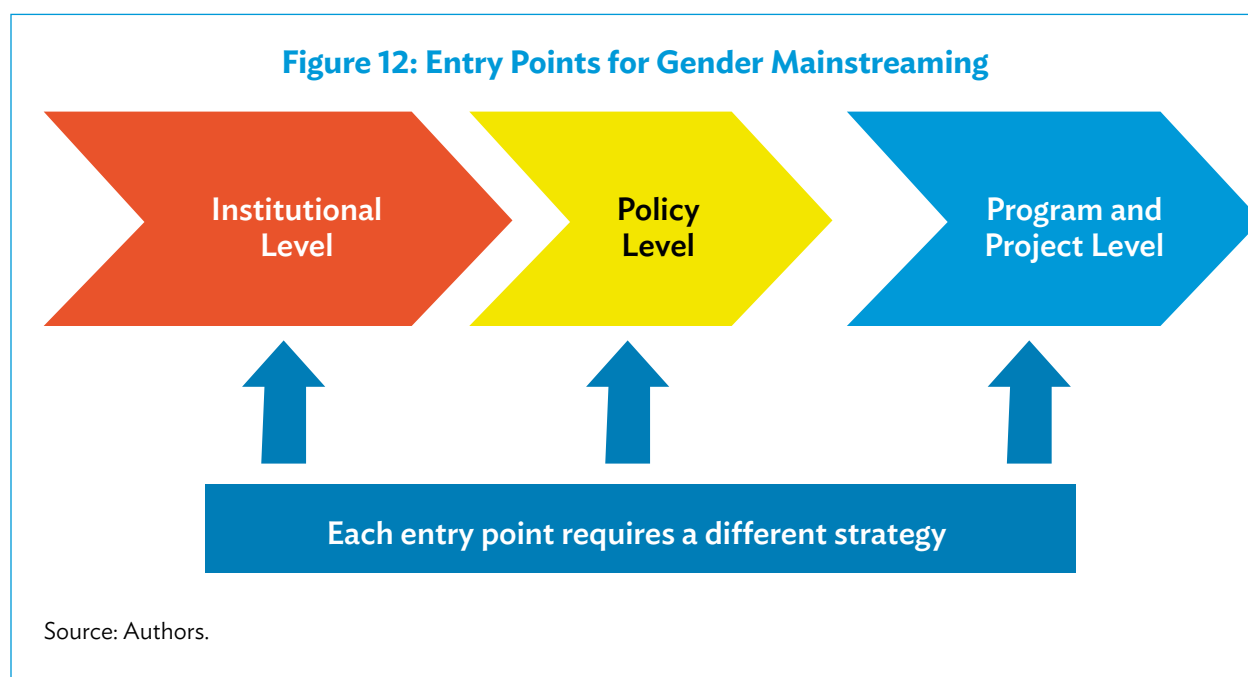 Figure 12: Entry Points for Gender Mainstreaming
Institutional
Level
Policy
Level
Program and
Project Level
Each entry point requires a different strategy
Source: Authors.